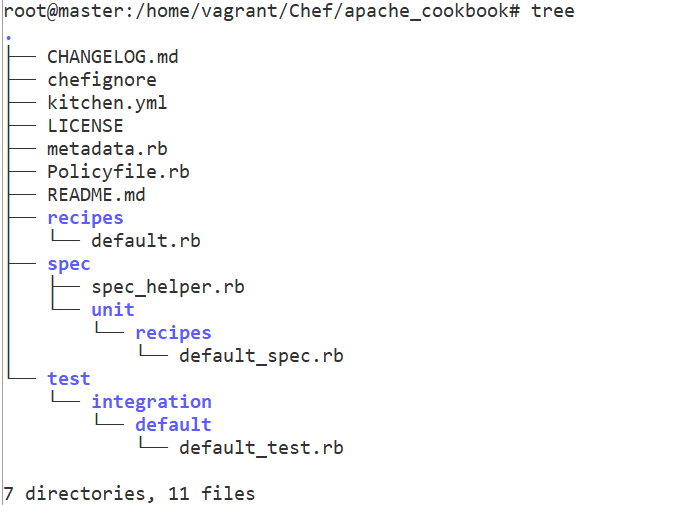 root@master:/home/vagrant/Chef/apache_cookbook# tree
.
├── CHANGELOG.md
├── chefignore
├── kitchen.yml
├── LICENSE
├── metadata.rb
├── Policyfile.rb
├── README.md
├── recipes
│   └── default.rb
├── spec
│   ├── spec_helper.rb
│   └── unit
│       └── recipes
│           └── default_spec.rb
└── test
    └── integration
        └── default
            └── default_test.rb

7 directories, 11 files